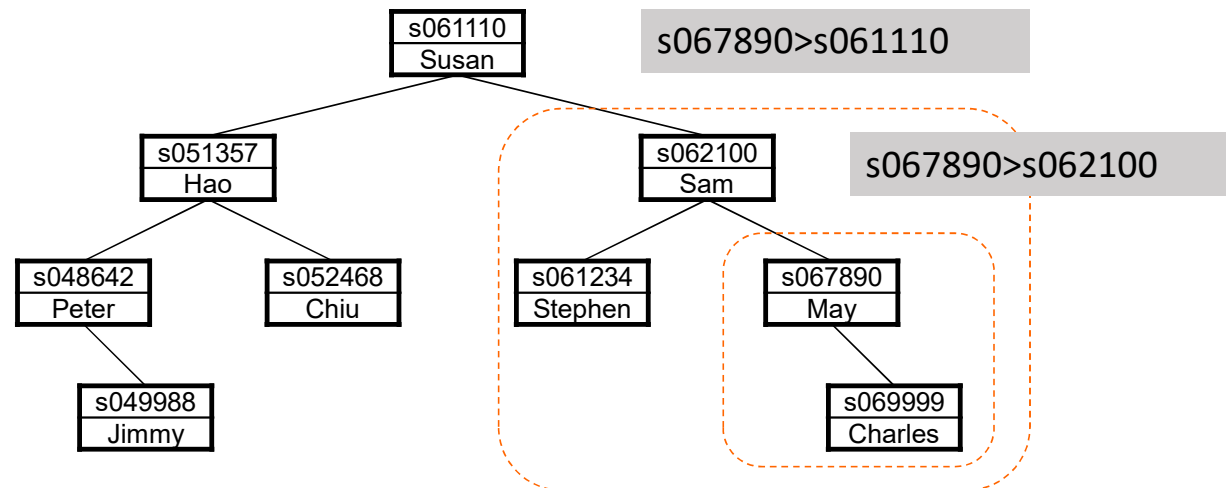 s061110
Susan
s067890>s061110
s051357
Hao
s062100
Sam
s067890>s062100
s048642
Peter
s052468
Chiu
s061234
Stephen
s067890
May
s049988
Jimmy
s069999
Charles